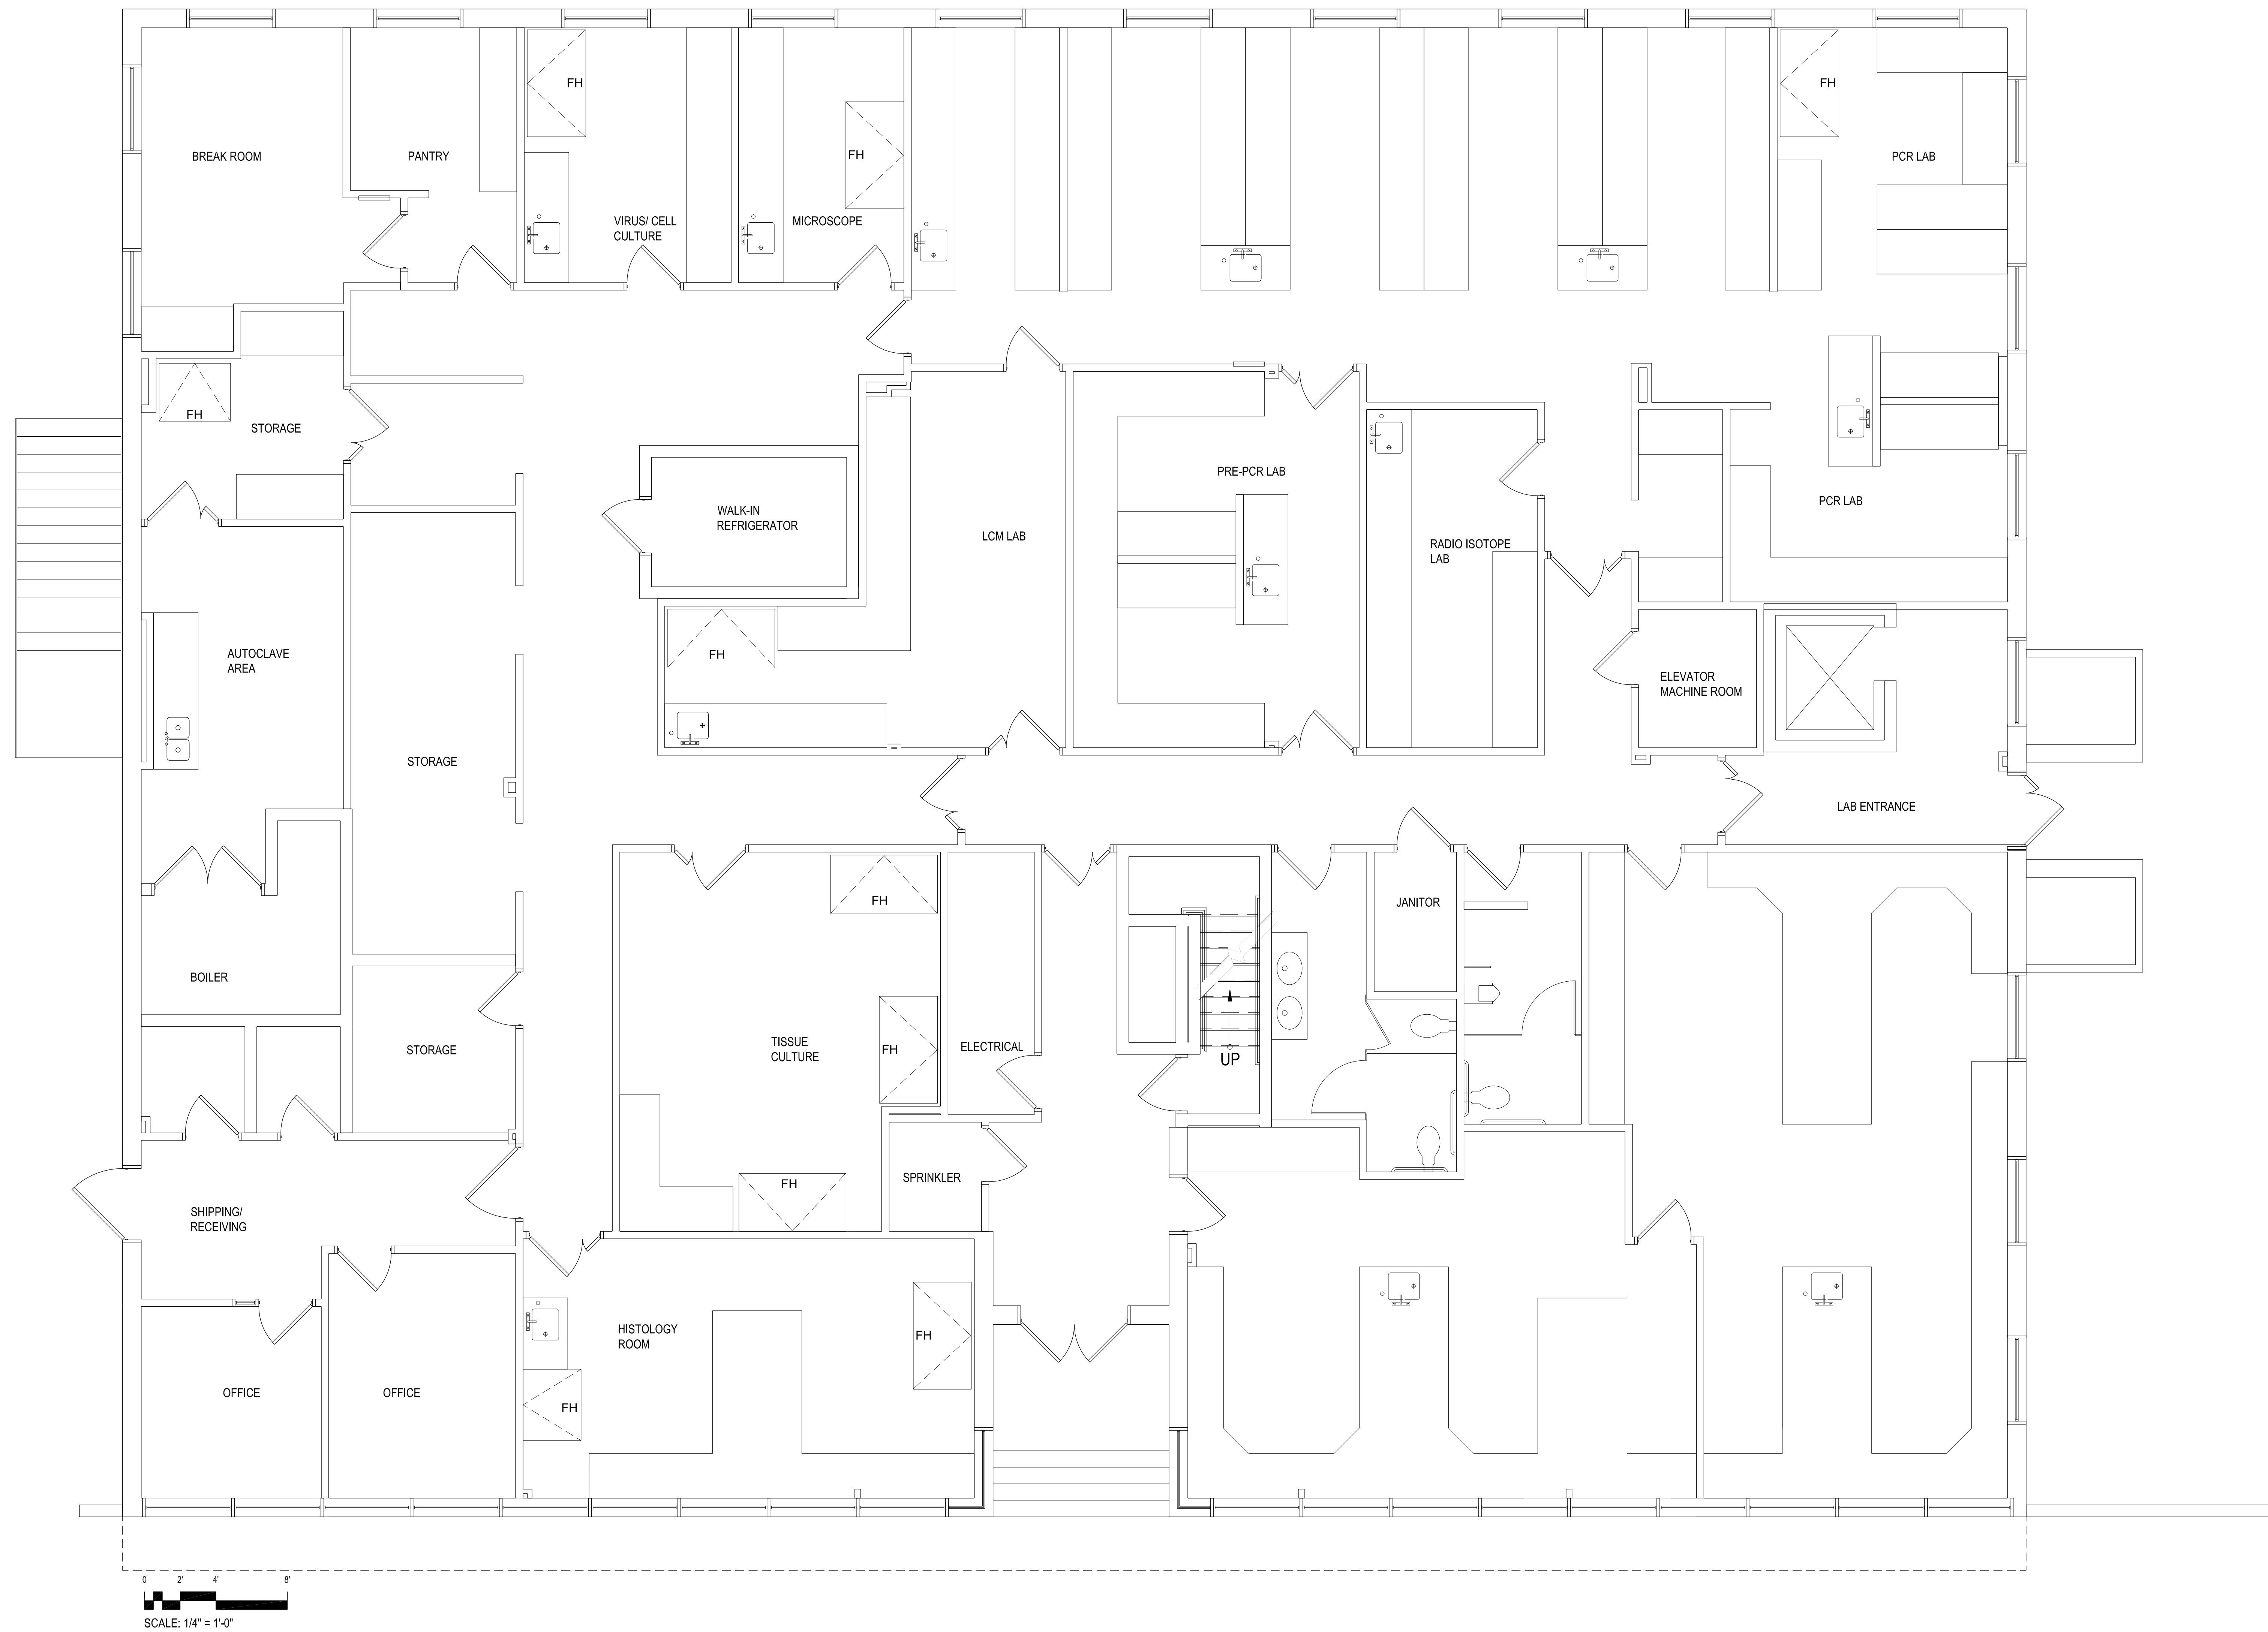 FH
FH
BREAK ROOM
PANTRY
FH
PCR LAB
VIRUS/ CELL
CULTURE
MICROSCOPE
FH
STORAGE
PRE-PCR LAB
PCR LAB
WALK-IN
REFRIGERATOR
LCM LAB
RADIO ISOTOPE
LAB
AUTOCLAVE
AREA
FH
ELEVATOR
MACHINE ROOM
STORAGE
LAB ENTRANCE
FH
JANITOR
BOILER
STORAGE
TISSUE
CULTURE
FH
ELECTRICAL
UP
SPRINKLER
FH
SHIPPING/
RECEIVING
HISTOLOGY
ROOM
FH
OFFICE
OFFICE
FH
0 2' 4' 8'
SCALE: 1/4" = 1'-0"